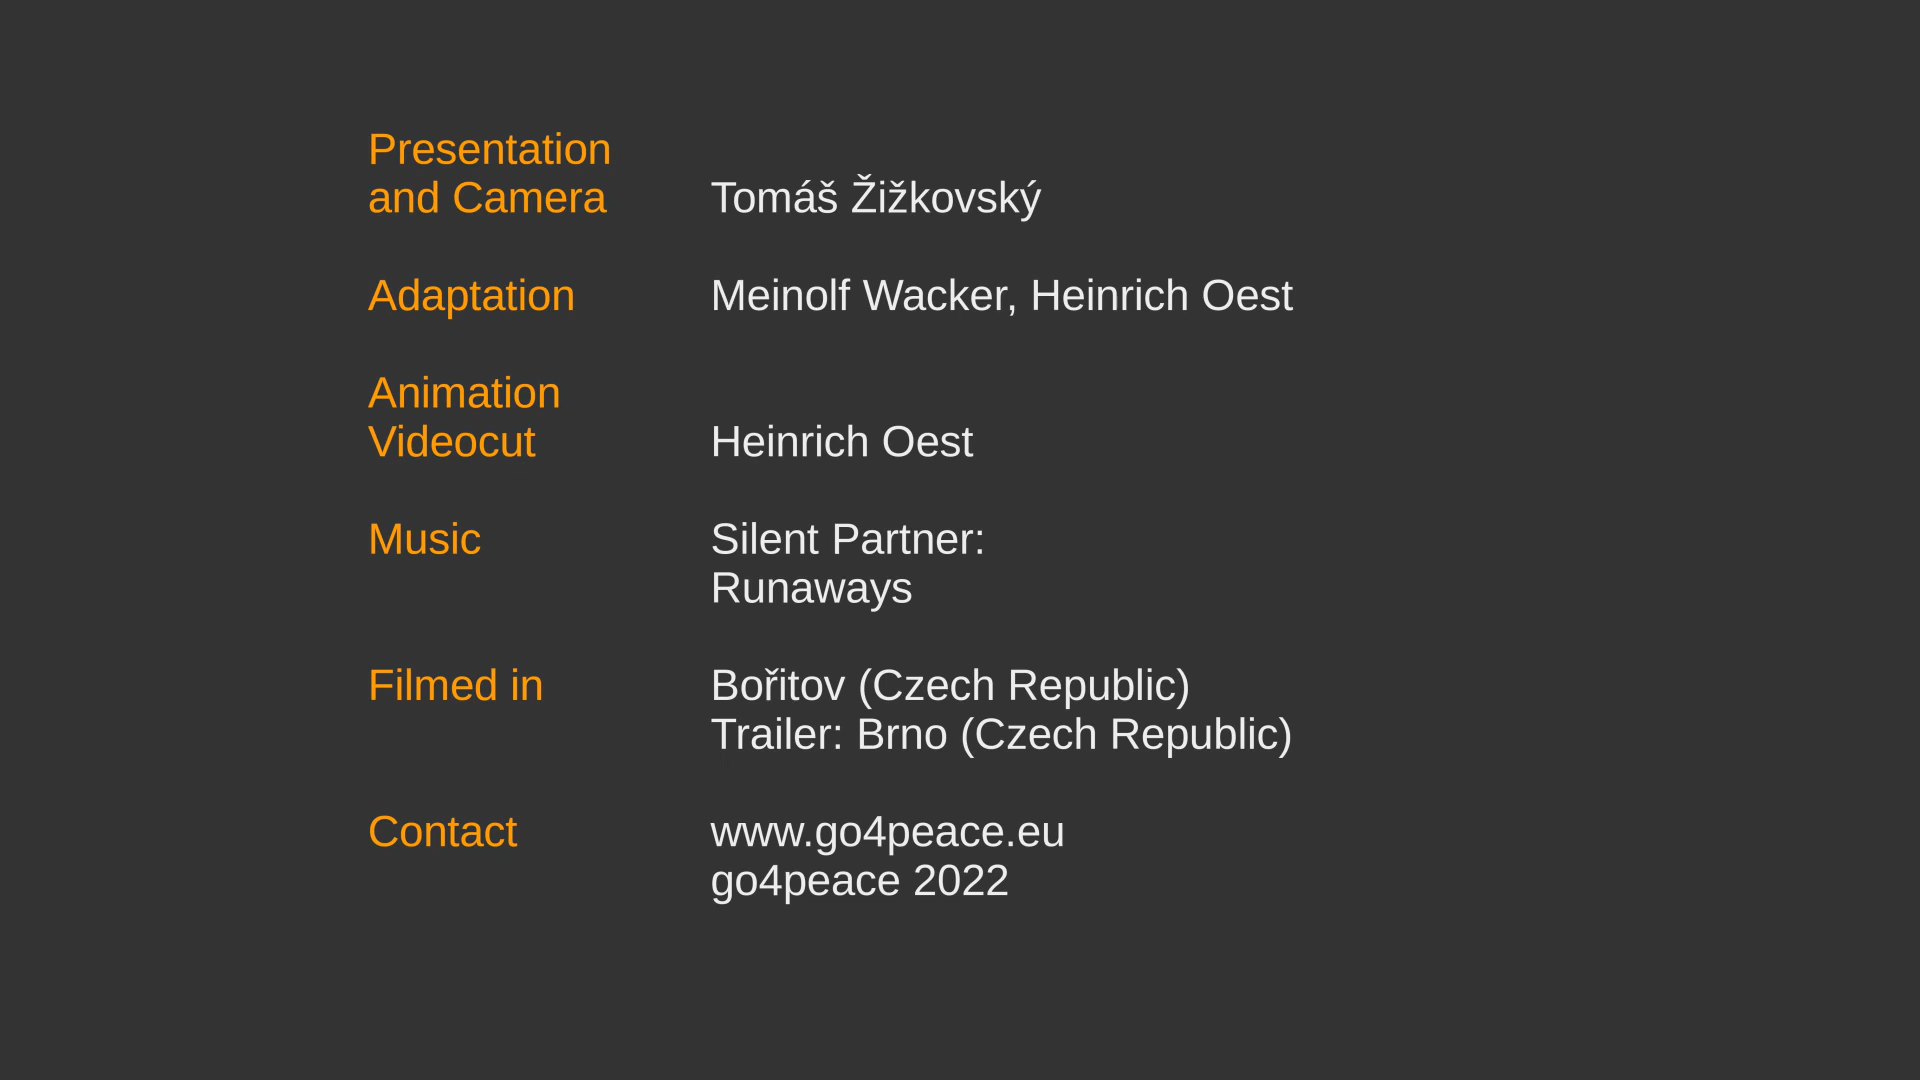 Presentation
and Camera Tomáš Žižkovský
Adaptation Meinolf Wacker, Heinrich Oest
Animation
Videocut Heinrich Oest
Music Silent Partner:
Runaways
Filmed in Bořitov (Czech Republic)
Trailer: Brno (Czech Republic)
Contact www.go4peace.eu
go4peace 2022